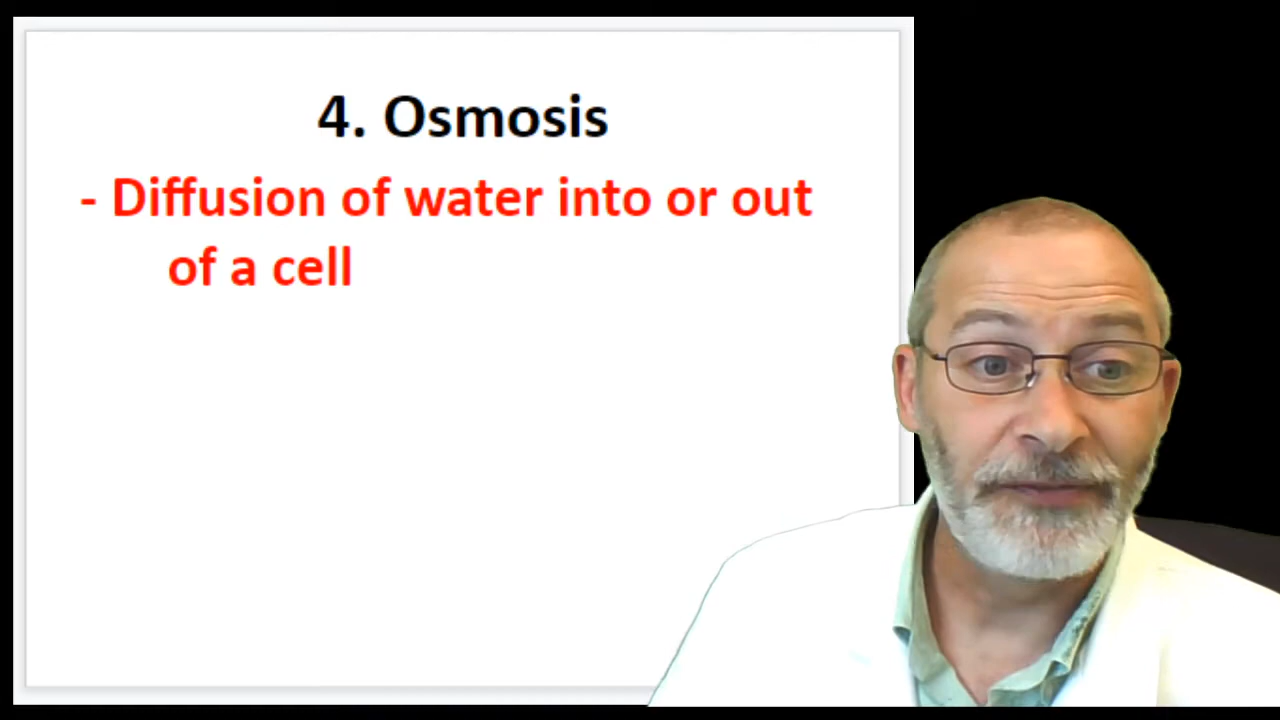 4. Osmosis
- Diffusion of water into or out
of a cell